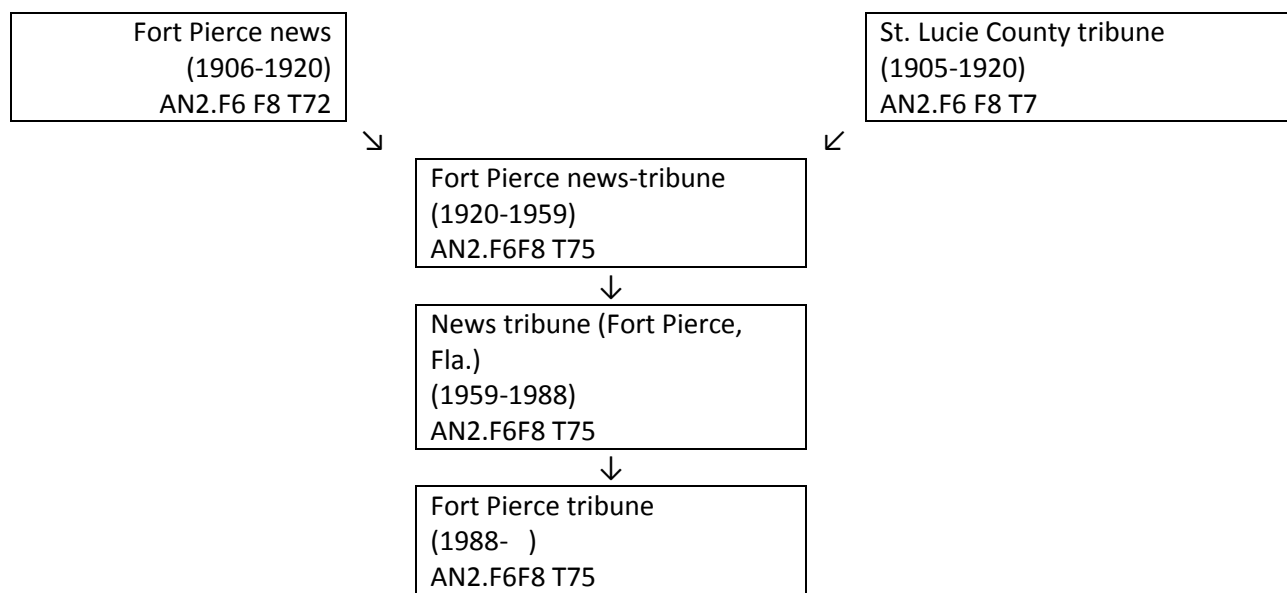 Fort Pierce news
(1906-1920)
AN2.F6 F8 T72
St. Lucie County tribune
(1905-1920)
AN2.F6 F8 T7
Fort Pierce news-tribune
(1920-1959)
AN2.F6F8 T75
News tribune (Fort Pierce,
Fla.)
(1959-1988)
AN2.F6F8 T75
Fort Pierce tribune
(1988-   )
AN2.F6F8 T75